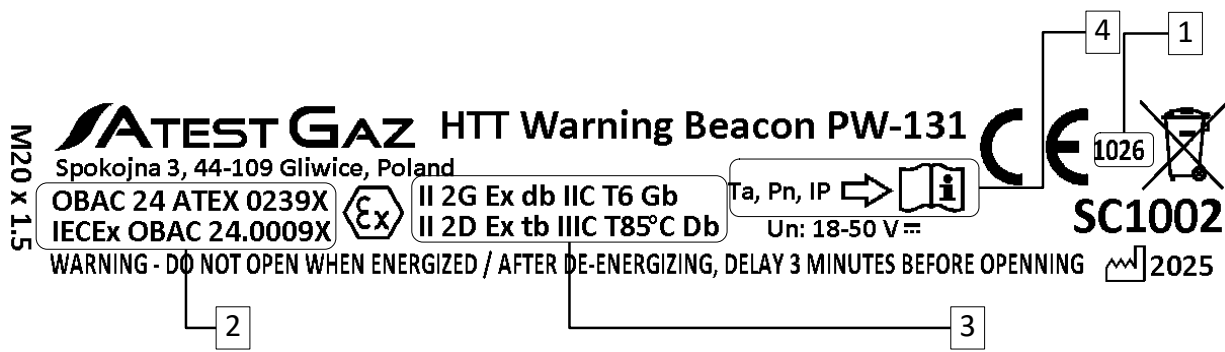 4
1
ATEST GAZ
HTT Warning Beacon PW-131
CE
1026
M20 x 1.5
Spokojna 3, 44-109 Gliwice, Poland
OBAC 24 ATEX 0239X
IECEx OBAC 24.0009X
Ex
II 2G Ex db IIC T6 Gb
II 2D Ex tb IIIC T85°C Db
Ta, Pn, IP
i
Un: 18-50 V
SC1002
WARNING - DO NOT OPEN WHEN ENERGIZED / AFTER DE-ENERGIZING, DELAY 3 MINUTES BEFORE OPENNING
2025
2
3